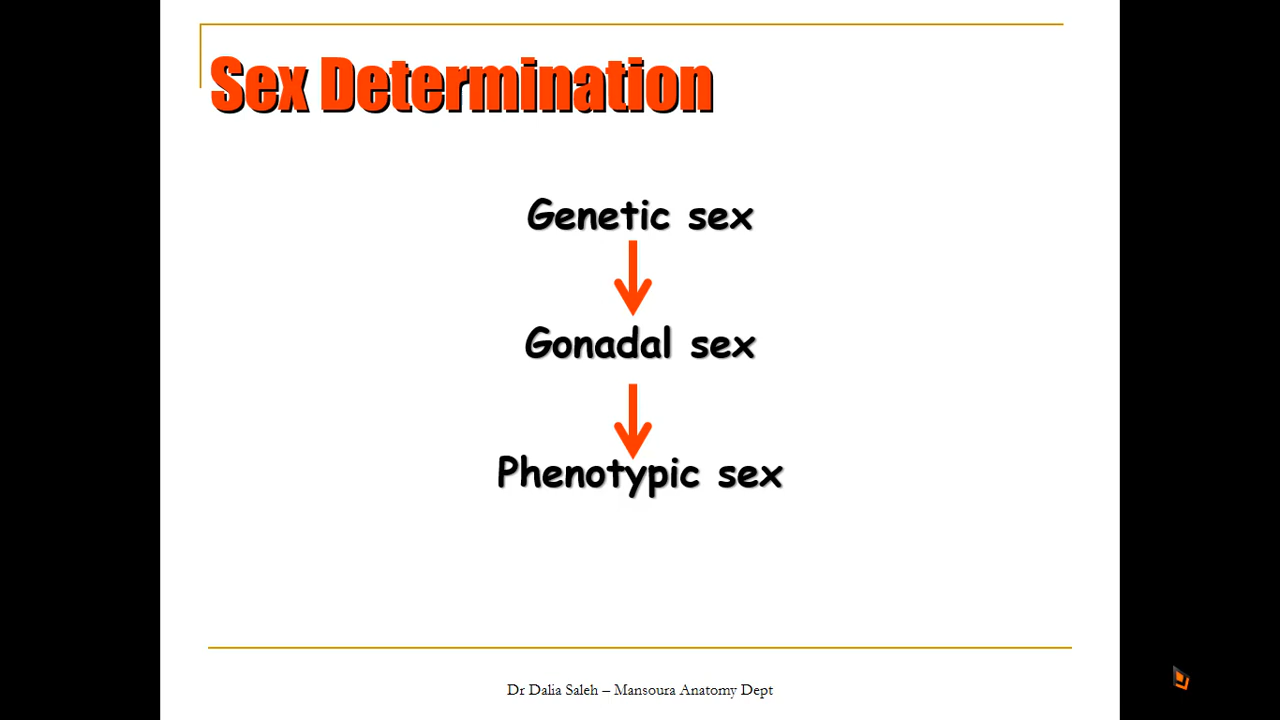 Sex Determination
Genetic sex
Gonadal sex
Phenotypic sex
Dr Dalia Saleh – Mansoura Anatomy Dept